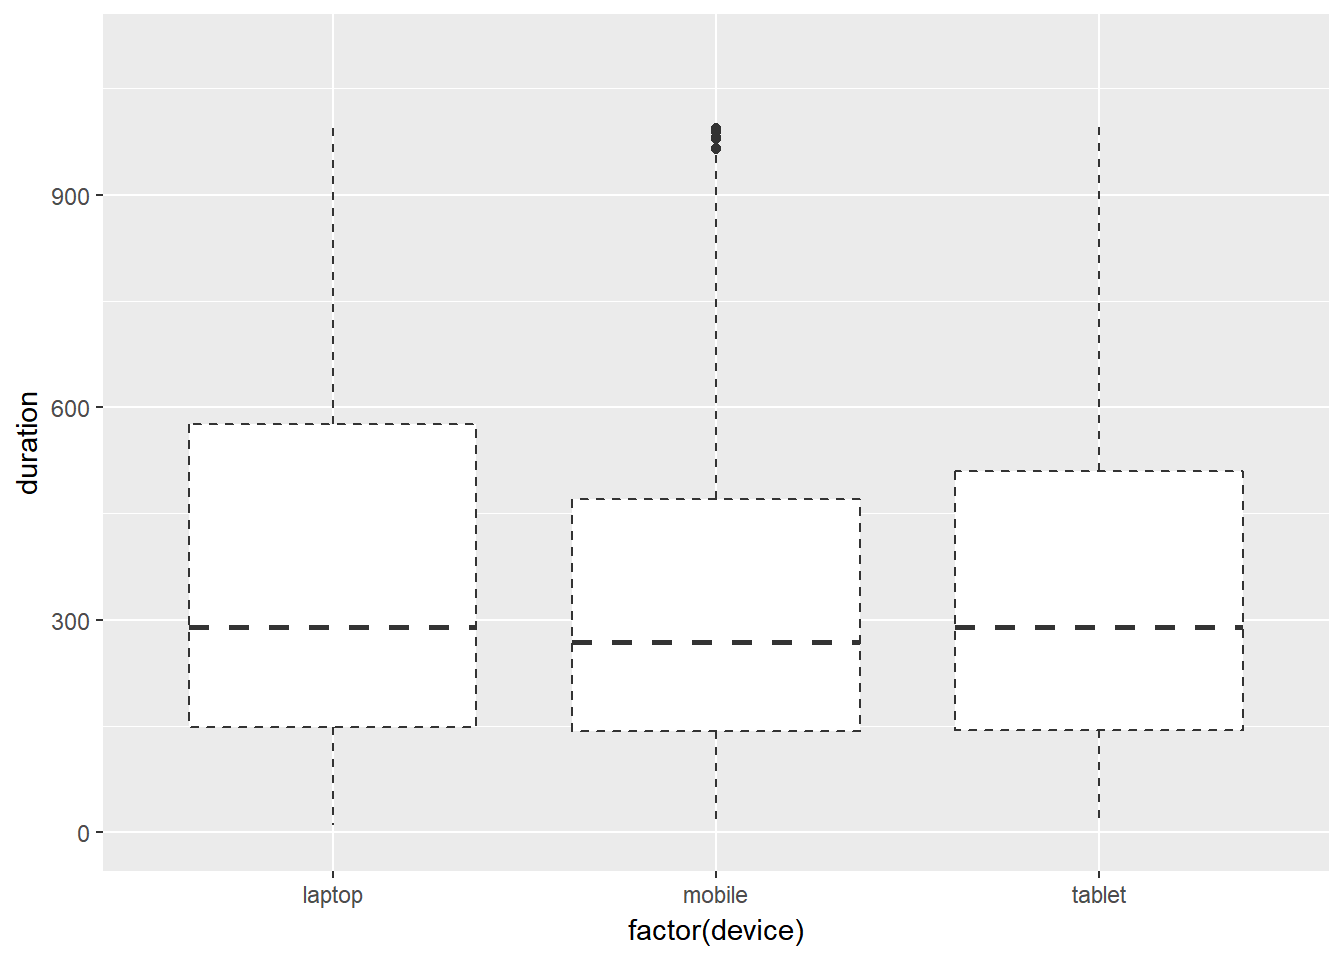 duration
900
600
300
0
laptop mobile tablet
factor(device)